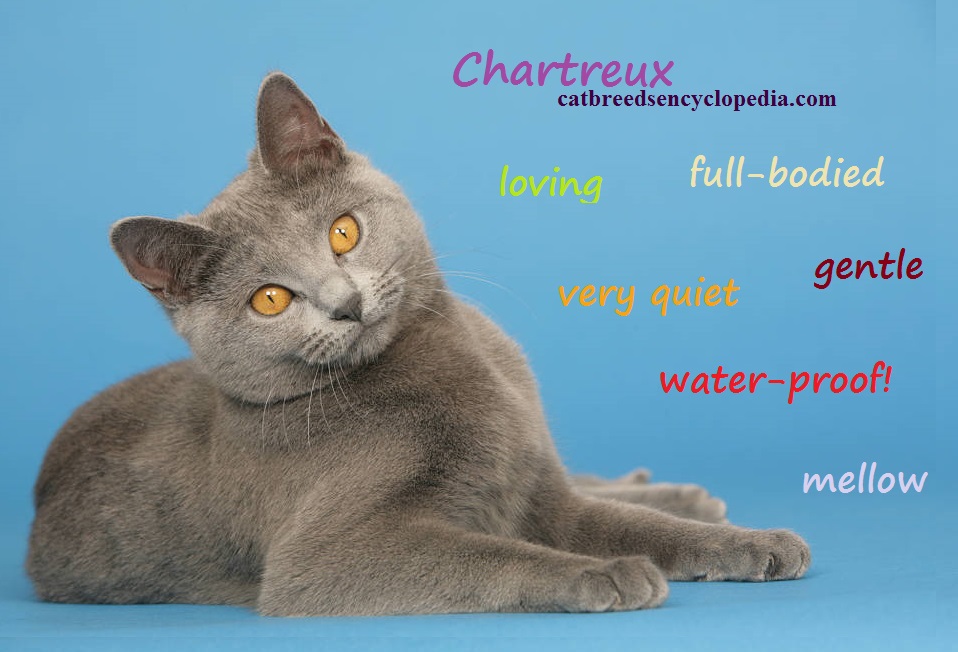 Chartreux
catbreedsencyclopedia.com
loving
full-bodied
very quiet
gentle
water-proof!
mellow